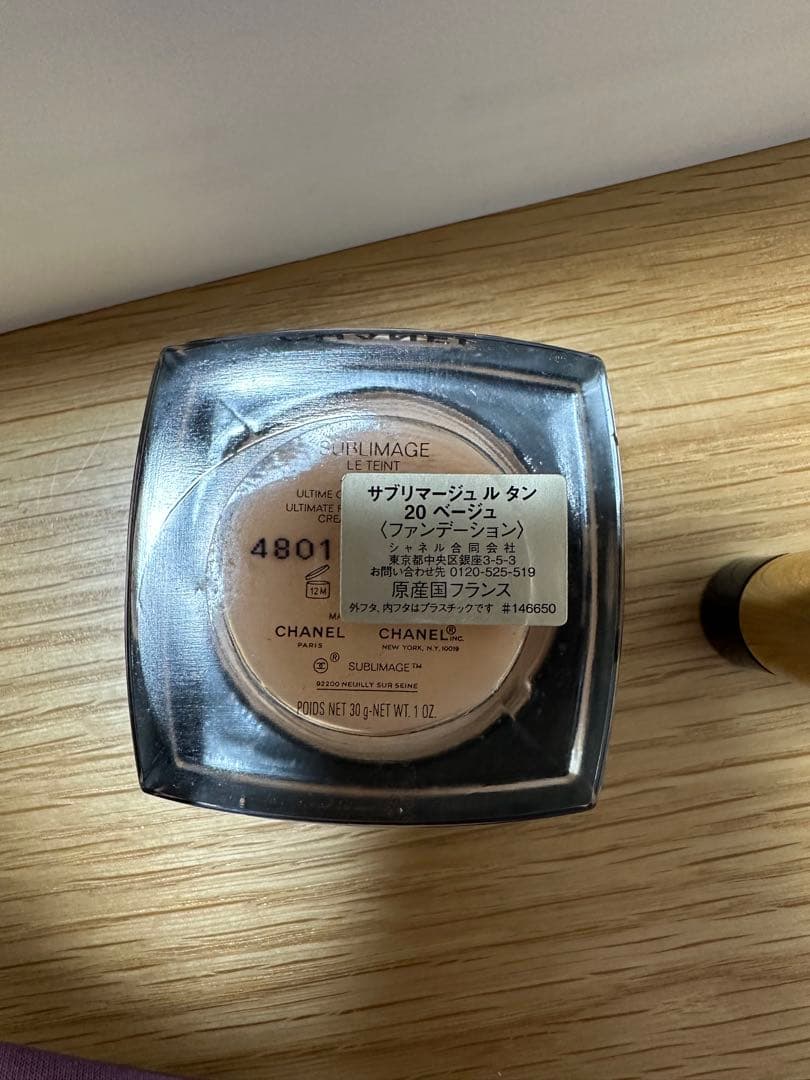 SUBLIMAGE
LE TEINT
ULTIME
ULTIMATE
4801
12M
CHANEL CHANEL® INC.
PARIS NEW YORK, N.Y. 10019
® SUBLIMAGE™
92200 NEUILLY SUR SEINE
POIDS NET 30 g-NET WT. 1 OZ.
サブリマージュ ル タン
20 ベージュ
〈ファンデーション〉
シャネル合同会社
東京都中央区銀座3-5-3
お問い合わせ先 0120-525-519
原産国フランス
外フタ、内フタはプラスチックです #146650